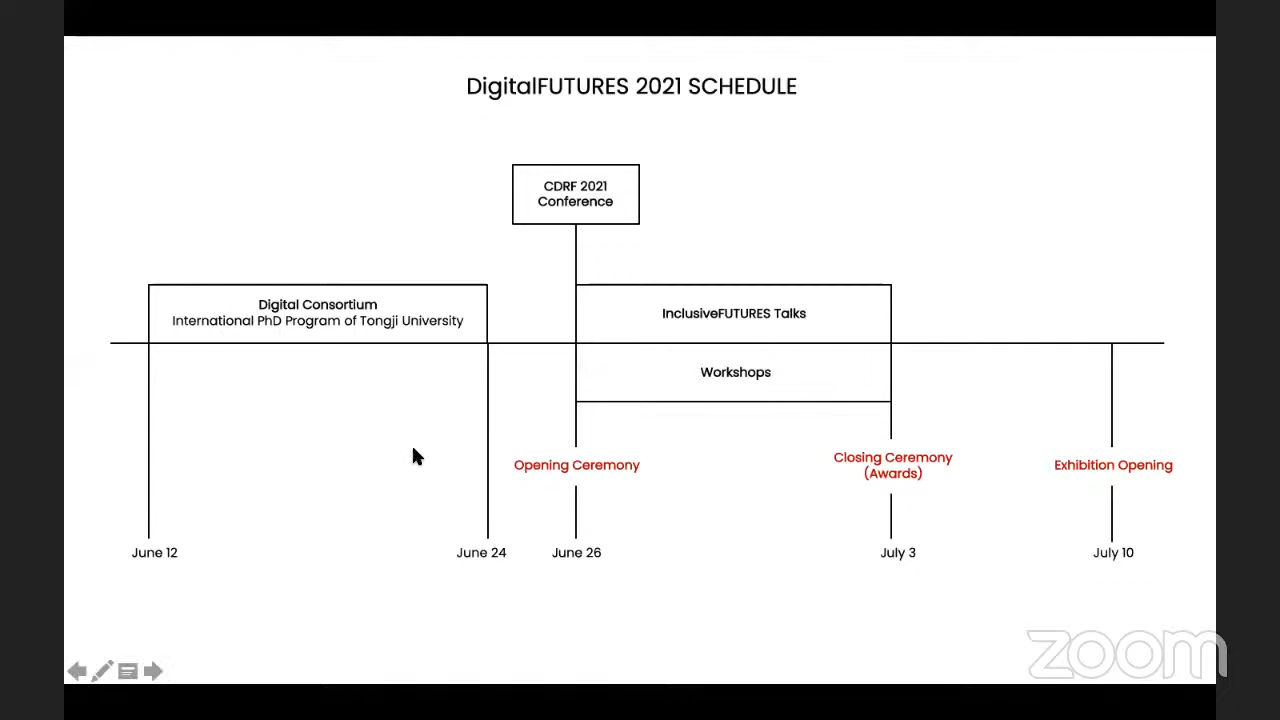 DigitalFUTURES 2021 SCHEDULE
CDRF 2021
Conference
Digital Consortium
International PhD Program of Tongji University
InclusiveFUTURES Talks
Workshops
Opening Ceremony
Closing Ceremony
(Awards)
Exhibition Opening
June 12
June 24
June 26
July 3
July 10
zoom